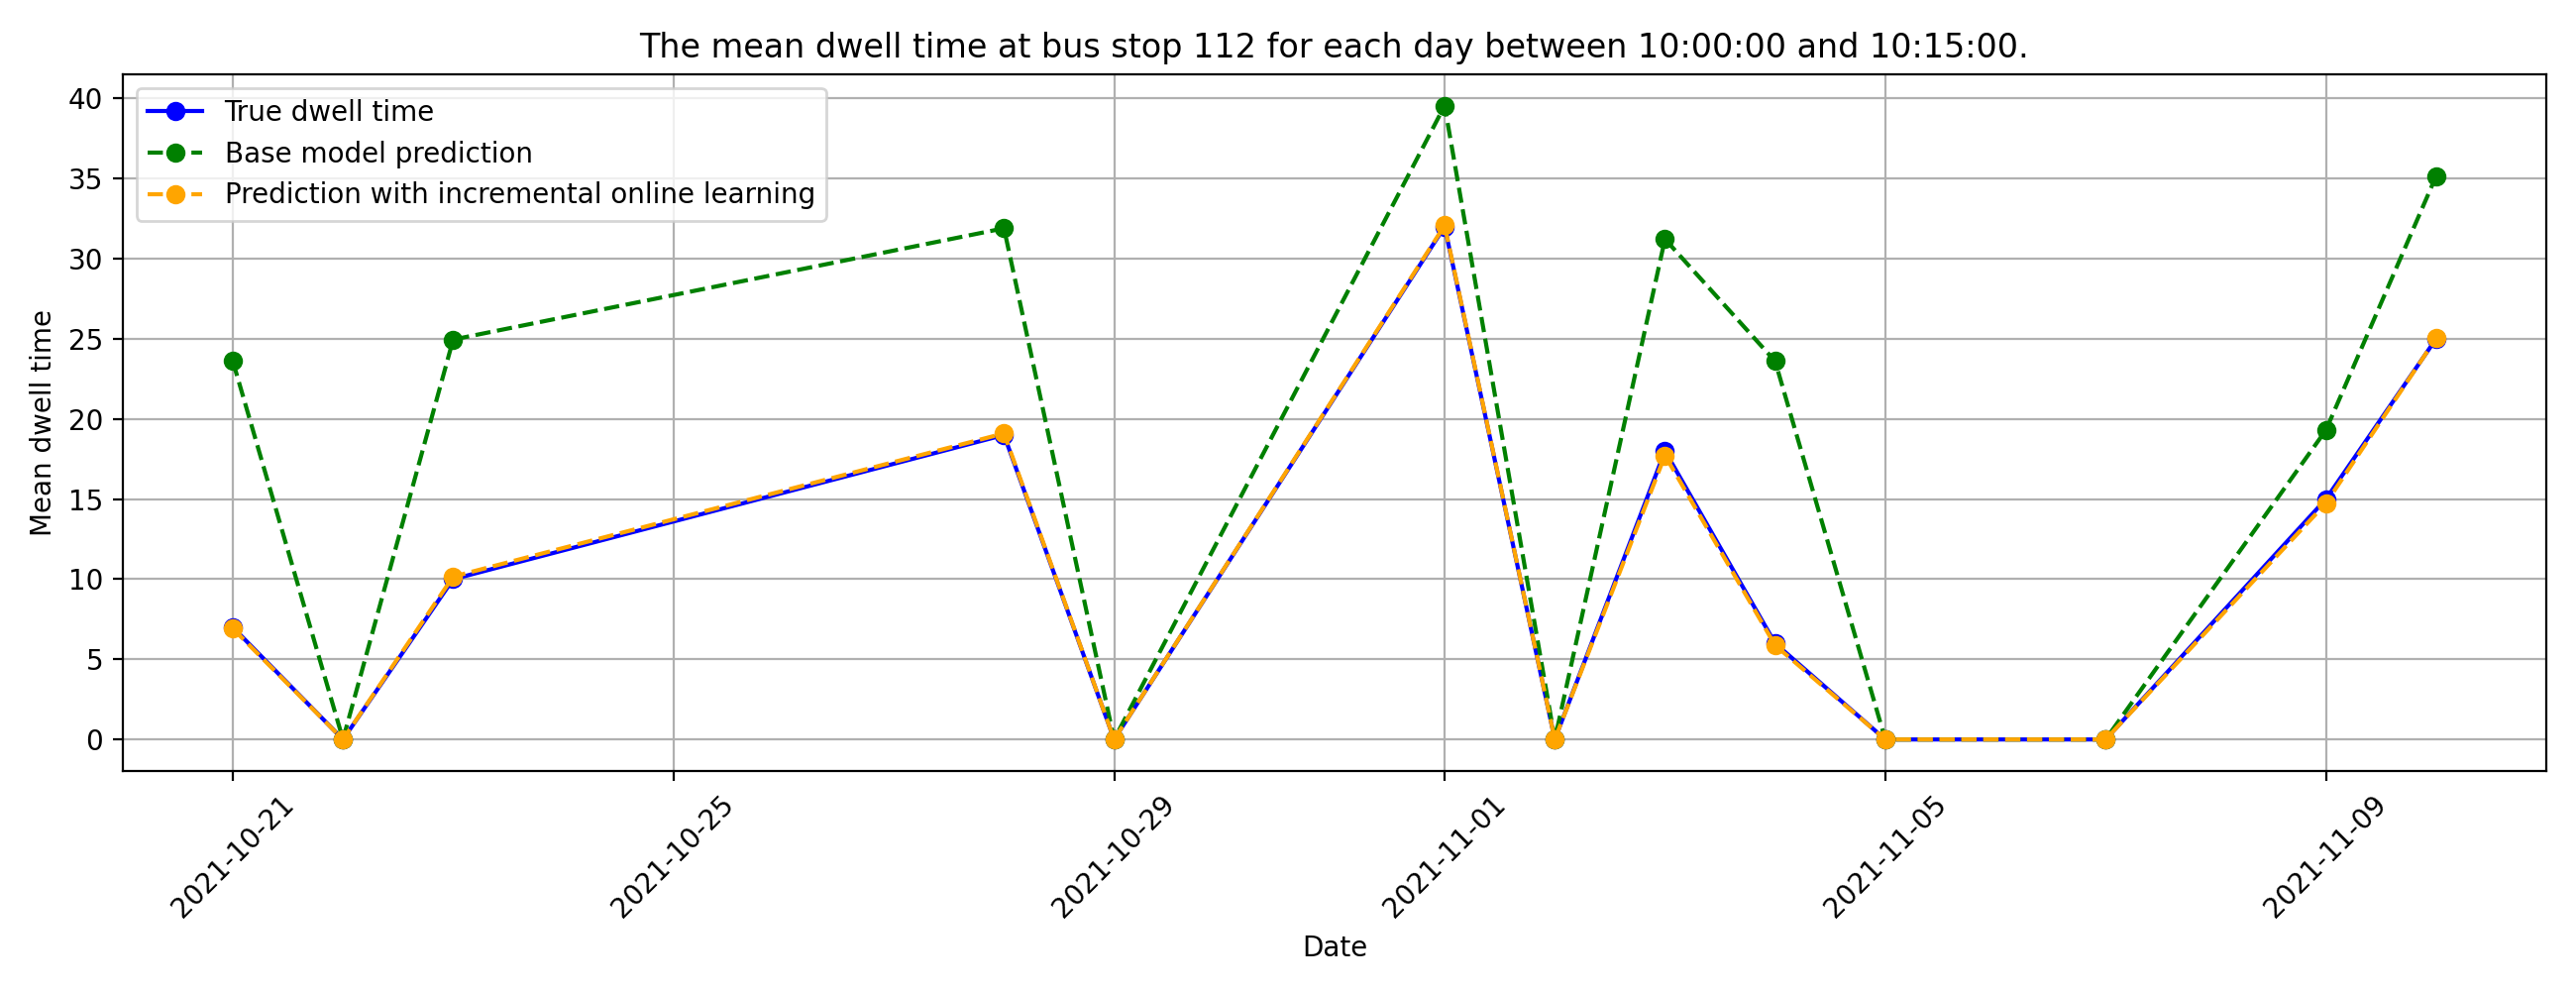 The mean dwell time at bus stop 112 for each day between 10:00:00 and 10:15:00.
True dwell time
Base model prediction
Prediction with incremental online learning
Mean dwell time
40
35
30
25
20
15
10
5
0
2021-10-21
2021-10-25
2021-10-29
2021-11-01
2021-11-05
2021-11-09
Date